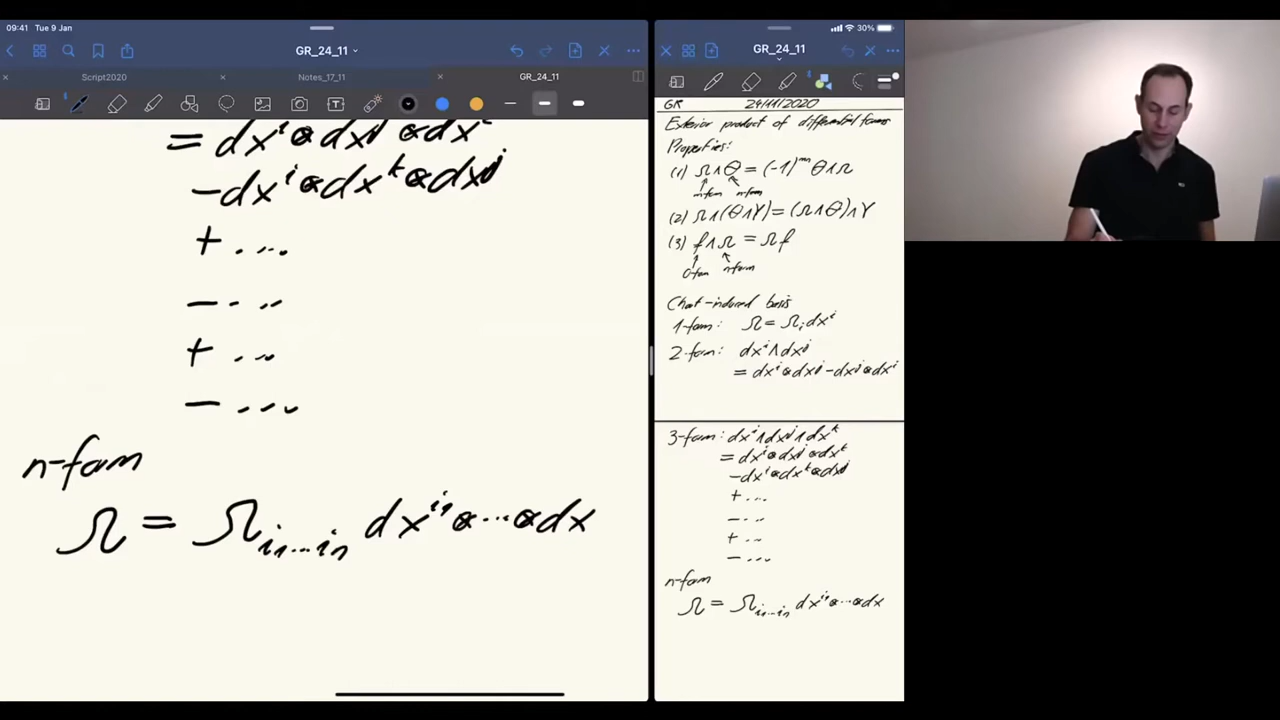 09:41 Tue 9 Jan
30%
GR_24_11
GR_24_11
Script2020
Notes_17_11
GR_24_11
= dx^i ⊗ dx^j ⊗ dx^k
- dx^i ⊗ dx^k ⊗ dx^j
+ ...
- ...
+ ...
- ...
n-form
Ω = Ω_{i1...in} dx^{i1} ⊗ ... ⊗ dx
GR 24/11/2020
Exterior product of differential forms
Properties:
(1) Ω ∧ Θ = (-1)^{mn} Θ ∧ Ω
m-form n-form
(2) Ω ∧ (Θ ∧ Υ) = (Ω ∧ Θ) ∧ Υ
(3) f ∧ Ω = Ω f
0-form n-form
Chart-induced basis
1-form: Ω = Ω_i dx^i
2-form: dx^i ∧ dx^j
= dx^i ⊗ dx^j - dx^j ⊗ dx^i
3-form: dx^i ∧ dx^j ∧ dx^k
= dx^i ⊗ dx^j ⊗ dx^k
- dx^i ⊗ dx^k ⊗ dx^j
+ ...
- ...
+ ...
- ...
n-form
Ω = Ω_{i1...in} dx^{i1} ⊗ ... ⊗ dx